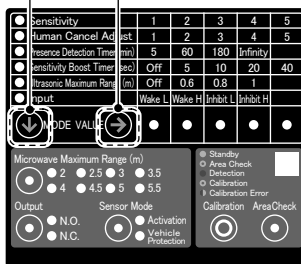 Sensitivity 1 2 3 4 5
Human Cancel Adjust 1 2 3 4 5
Presence Detection Timer (min) 5 60 180 Infinity
Sensitivity Boost Timer (sec) Off 5 10 20 40
Ultrasonic Maximum Range (m) Off 0.6 0.8 1
Input Wake L Wake H Inhibit L Inhibit H
MODE VALUE
Microwave Maximum Range (m)
2 2.5 3 3.5
4 4.5 5 5.5
Output Sensor Mode
N.O. Activation
N.C. Vehicle
Protection
Standby
Area Check
Detection
Calibration
Calibration Error
Calibration AreaCheck